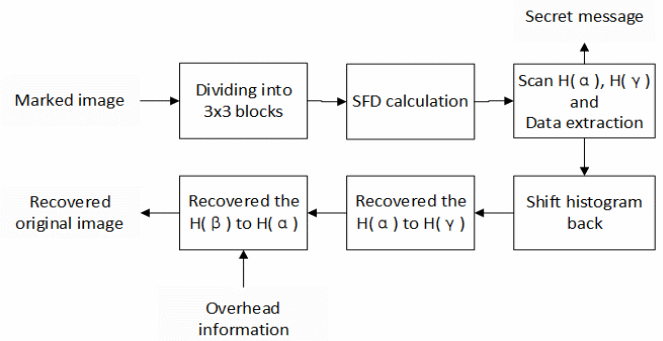 Secret message
Marked image
Dividing into
3x3 blocks
SFD calculation
Scan H(α), H(γ)
and
Data extraction
Recovered
original image
Recovered the
H(β) to H(α)
Recovered the
H(α) to H(γ)
Shift histogram
back
Overhead
information